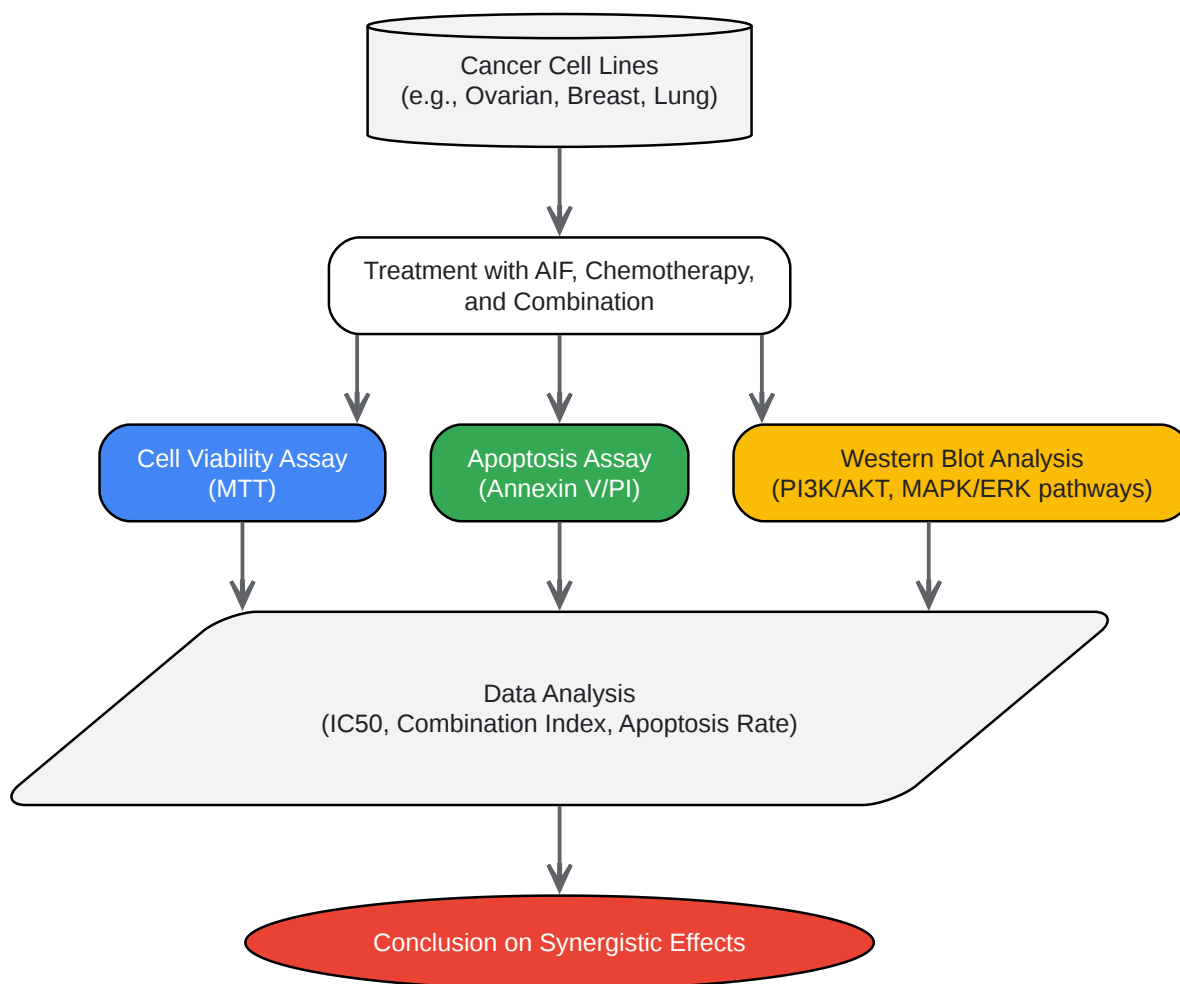 Cancer Cell Lines
(e.g., Ovarian, Breast, Lung)
Treatment with AIF, Chemotherapy,
and Combination
Cell Viability Assay
(MTT)
Apoptosis Assay
(Annexin V/PI)
Western Blot Analysis
(PI3K/AKT, MAPK/ERK pathways)
Data Analysis
(IC50, Combination Index, Apoptosis Rate)
Conclusion on Synergistic Effects